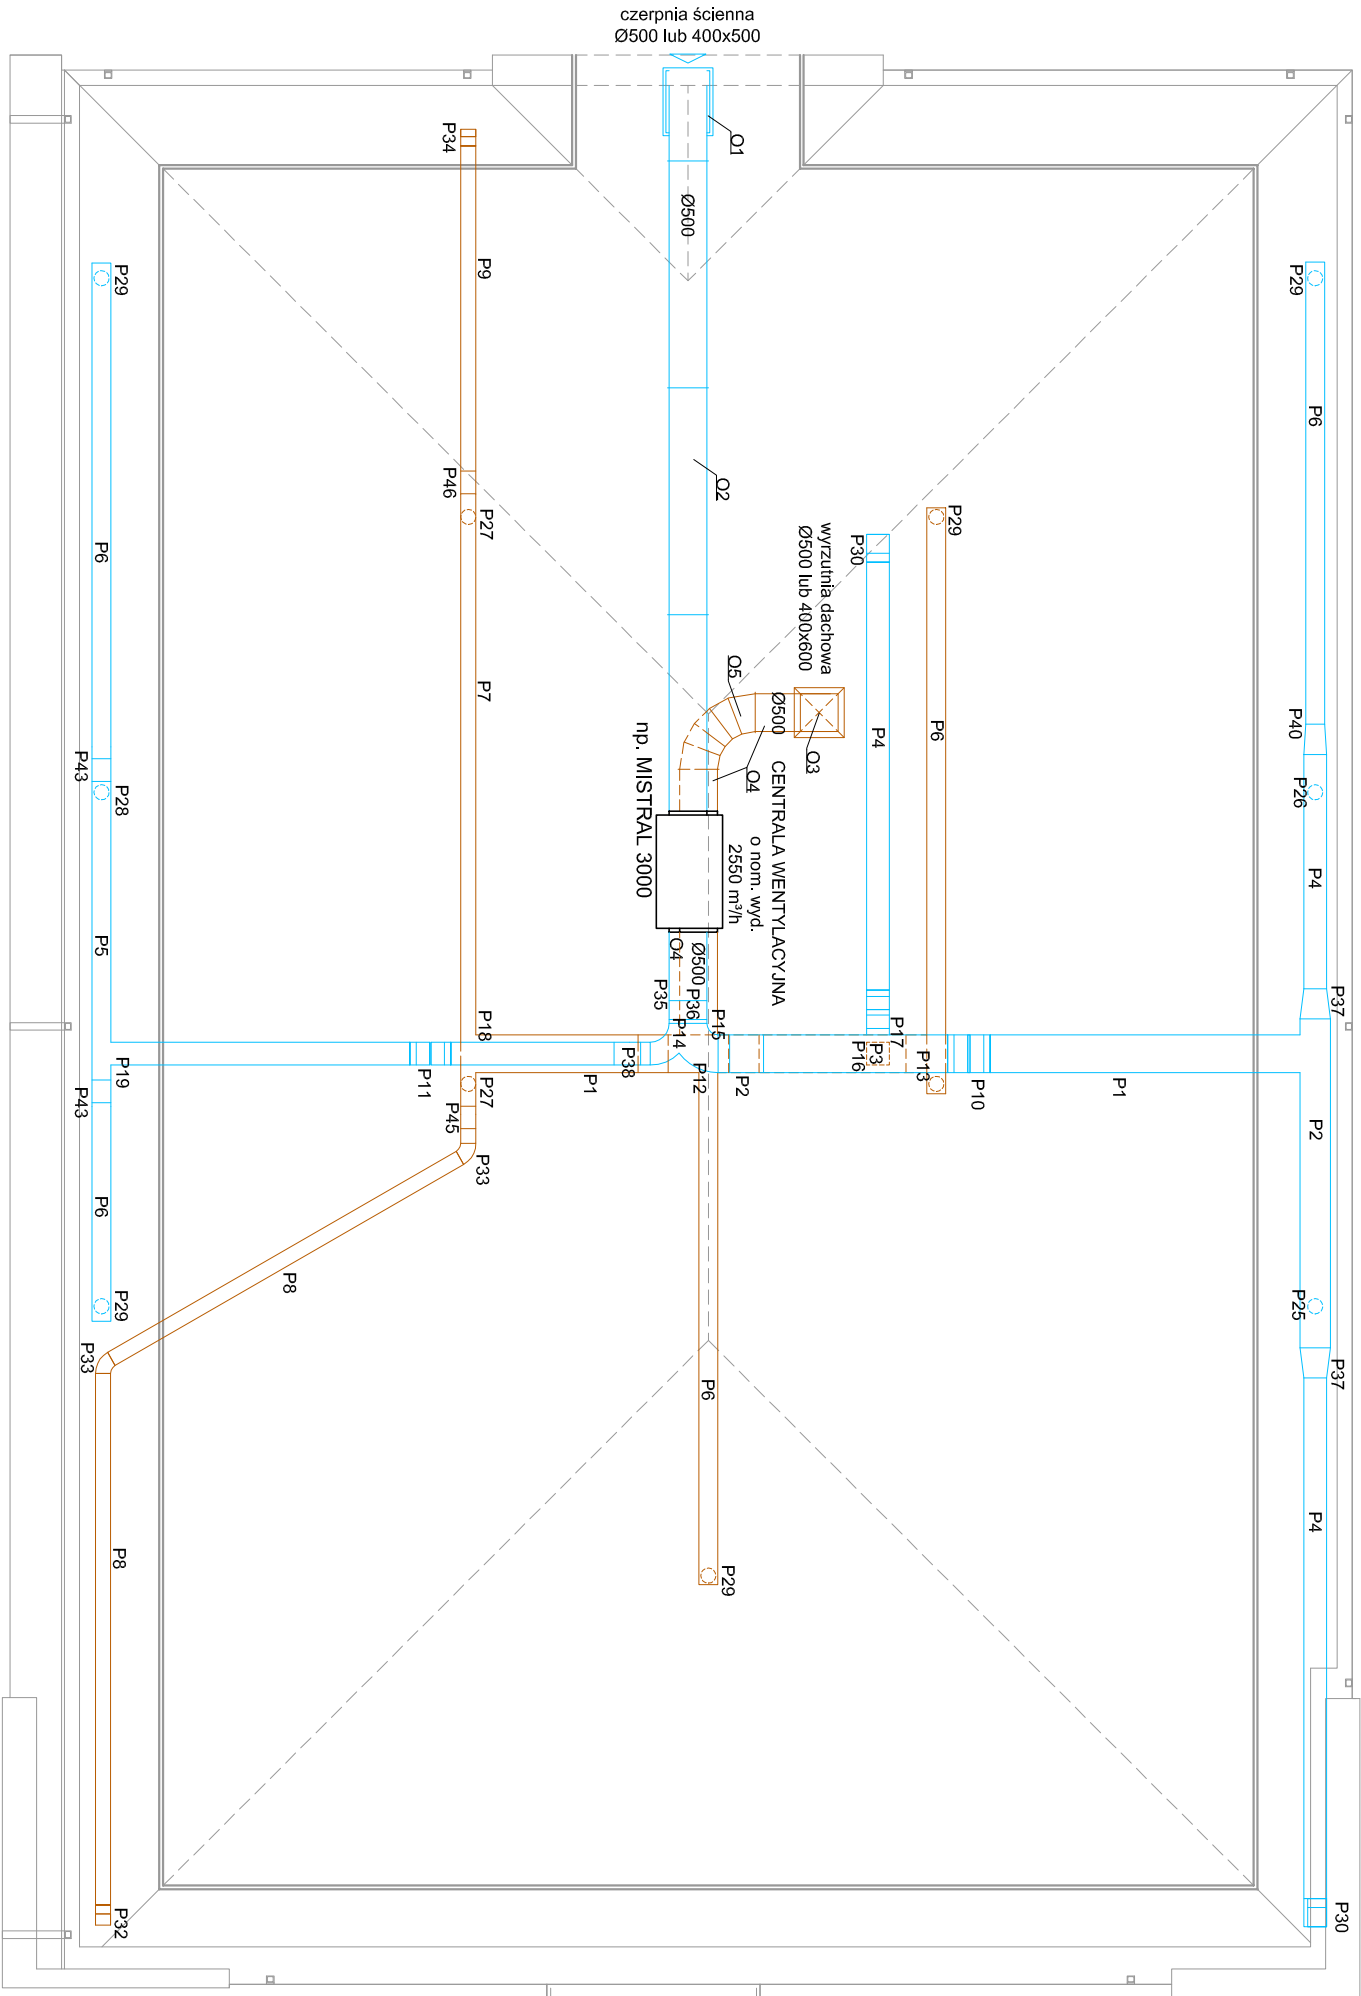 czerpnia ścienna
Ø500 lub 400x500
O1
P34
Ø500
P9
P29
P29
P6
P46
P27
O2
P29
wyrzutnia dachowa
Ø500 lub 400x600
P30
P6
P43
P28
P7
O5
Ø500
O3
O4
P4
P6
P40
P26
P4
np. MISTRAL 3000
CENTRALA WENTYLACYJNA
o nom. wyd.
2550 m³/h
P5
O4
Ø500
P35
P36
P37
P18
P14
P15
P17
P3
P16
P13
P19
P43
P11
P38
P1
P12
P2
P10
P1
P27
P45
P33
P2
P6
P29
P8
P25
P33
P37
P6
P8
P29
P4
P32
P30